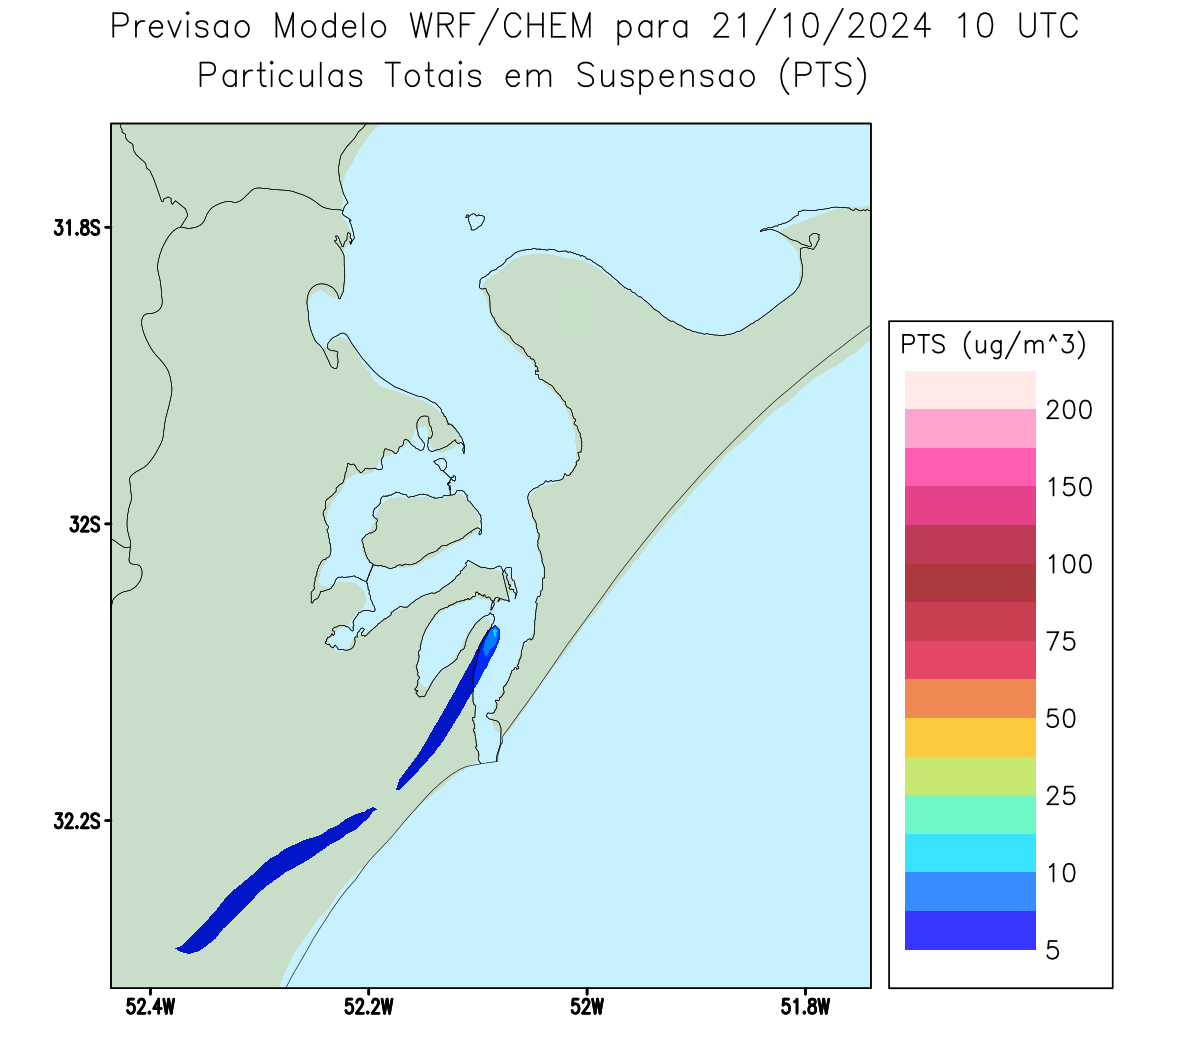 Previsao Modelo WRF/CHEM para 21/10/2024 10 UTC
Particulas Totais em Suspensao (PTS)
31.8S
32S
32.2S
52.4W
52.2W
52W
51.8W
PTS (ug/m^3)
200
150
100
75
50
25
10
5